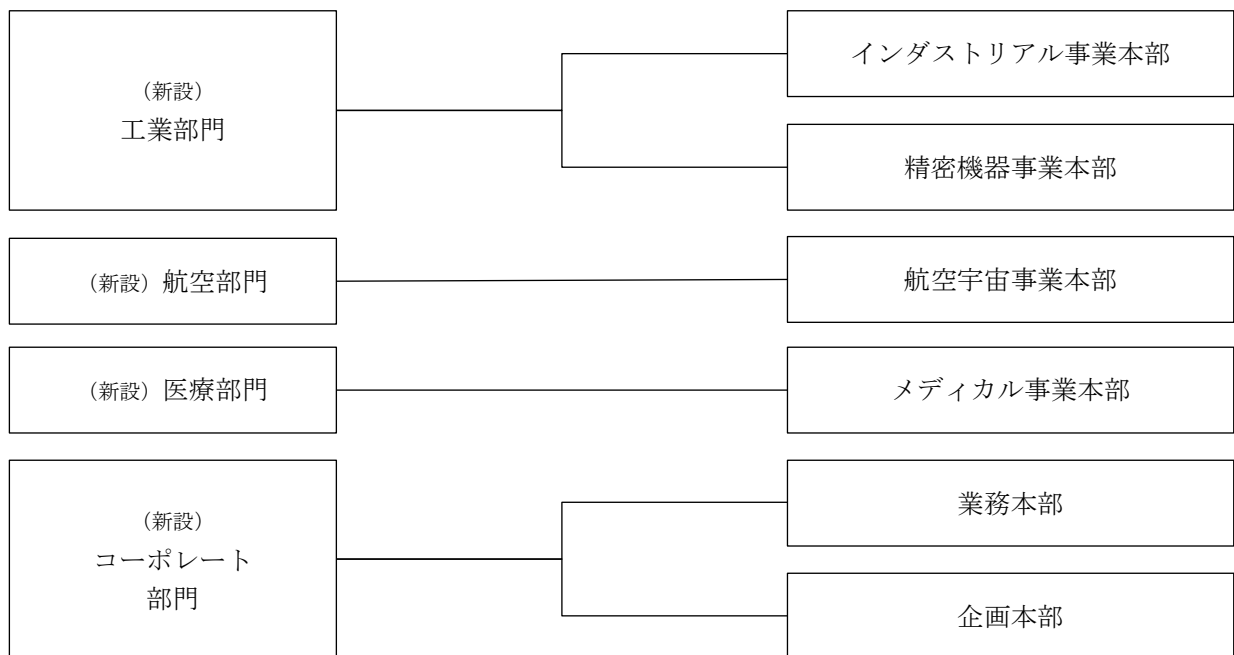 （新設）
工業部門
インダストリアル事業本部
精密機器事業本部
（新設）航空部門
航空宇宙事業本部
（新設）医療部門
メディカル事業本部
（新設）
コーポレート
部門
業務本部
企画本部